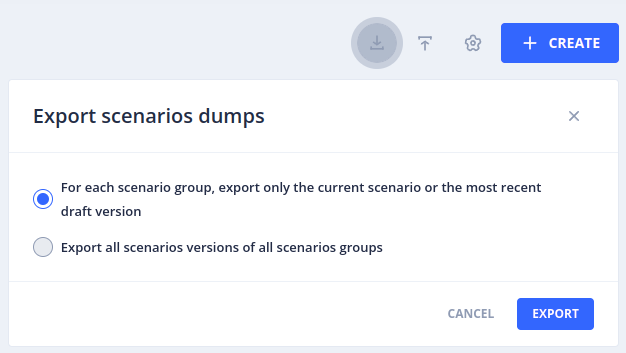 CREATE
Export scenarios dumps
For each scenario group, export only the current scenario or the most recent
draft version
Export all scenarios versions of all scenarios groups
CANCEL
EXPORT